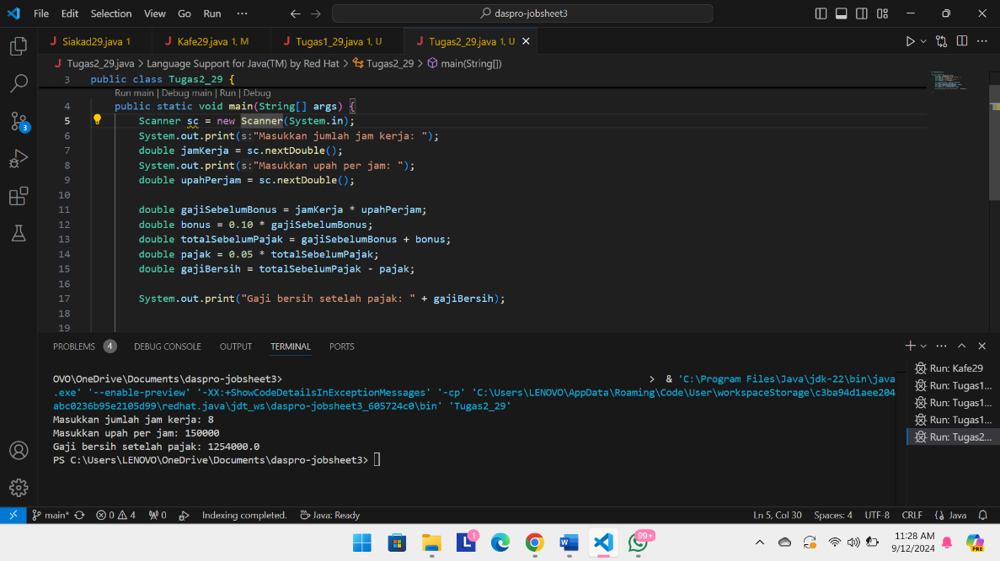 File Edit Selection View Go Run ··· daspro-jobsheet3
Siakad29.java 1 Kafe29.java 1, M Tugas1_29.java 1, U Tugas2_29.java 1, U
Tugas2_29.java > Language Support for Java(TM) by Red Hat > Tugas2_29 > main(String[])
3 public class Tugas2_29 {
Run main | Debug main | Run | Debug
4 public static void main(String[] args) {
5 Scanner sc = new Scanner(System.in);
6 System.out.print(s:"Masukkan jumlah jam kerja: ");
7 double jamKerja = sc.nextDouble();
8 System.out.print(s:"Masukkan upah per jam: ");
9 double upahPerjam = sc.nextDouble();
10
11 double gajiSebelumBonus = jamKerja * upahPerjam;
12 double bonus = 0.10 * gajiSebelumBonus;
13 double totalSebelumPajak = gajiSebelumBonus + bonus;
14 double pajak = 0.05 * totalSebelumPajak;
15 double gajiBersih = totalSebelumPajak - pajak;
16
17 System.out.print("Gaji bersih setelah pajak: " + gajiBersih);
18
19
3
PROBLEMS 4 DEBUG CONSOLE OUTPUT TERMINAL PORTS
OVO\OneDrive\Documents\daspro-jobsheet3> > & 'C:\Program Files\Java\jdk-22\bin\java
.exe' '--enable-preview' '-XX:+ShowCodeDetailsInExceptionMessages' '-cp' 'C:\Users\LENOVO\AppData\Roaming\Code\User\workspaceStorage\c3ba94d1aee204
abc0236b95e2105d99\redhat.java\jdt_ws\daspro-jobsheet3_605724c0\bin' 'Tugas2_29'
Masukkan jumlah jam kerja: 8
Masukkan upah per jam: 150000
Gaji bersih setelah pajak: 1254000.0
PS C:\Users\LENOVO\OneDrive\Documents\daspro-jobsheet3>
Run: Kafe29
Run: Tugas1...
Run: Tugas1...
Run: Tugas1...
Run: Tugas2...
main* 0 4 0 Indexing completed. Java: Ready Ln 5, Col 30 Spaces: 4 UTF-8 CRLF {} Java
L 1 W 99+ PRE
11:28 AM
9/12/2024